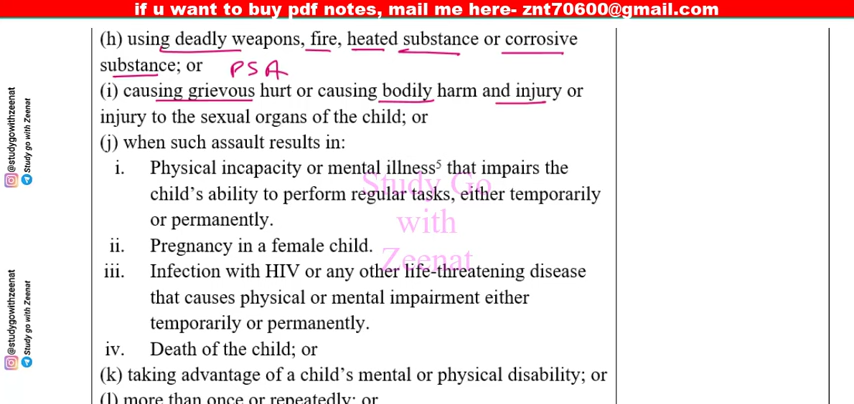 if u want to buy pdf notes, mail me here- znt70600@gmail.com
(h) using deadly weapons, fire, heated substance or corrosive
substance; or PSA
(i) causing grievous hurt or causing bodily harm and injury or
injury to the sexual organs of the child; or
(j) when such assault results in:
i. Physical incapacity or mental illness⁵ that impairs the
child's ability to perform regular tasks, either temporarily
or permanently.
ii. Pregnancy in a female child.
iii. Infection with HIV or any other life-threatening disease
that causes physical or mental impairment either
temporarily or permanently.
iv. Death of the child; or
(k) taking advantage of a child's mental or physical disability; or
(l) more than once or repeatedly; or
Study Go
with
Zeenat
@studygowithzeenat
Study go with Zeenat
@studygowithzeenat
Study go with Zeenat